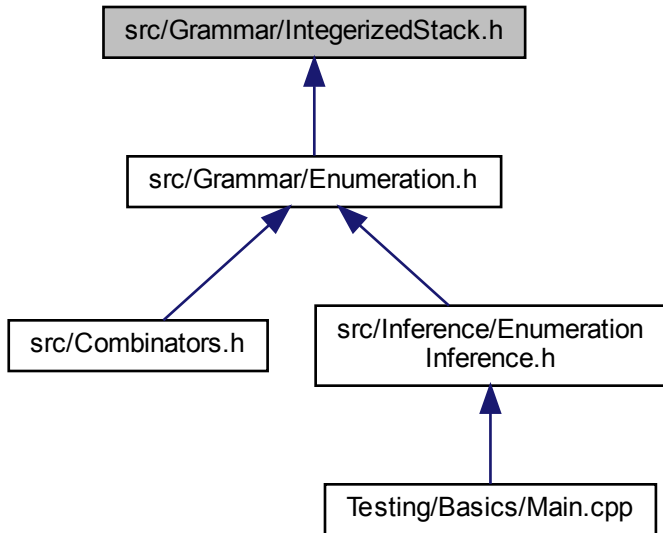 src/Grammar/IntegerizedStack.h
src/Grammar/Enumeration.h
src/Combinators.h
src/Inference/Enumeration
Inference.h
Testing/Basics/Main.cpp